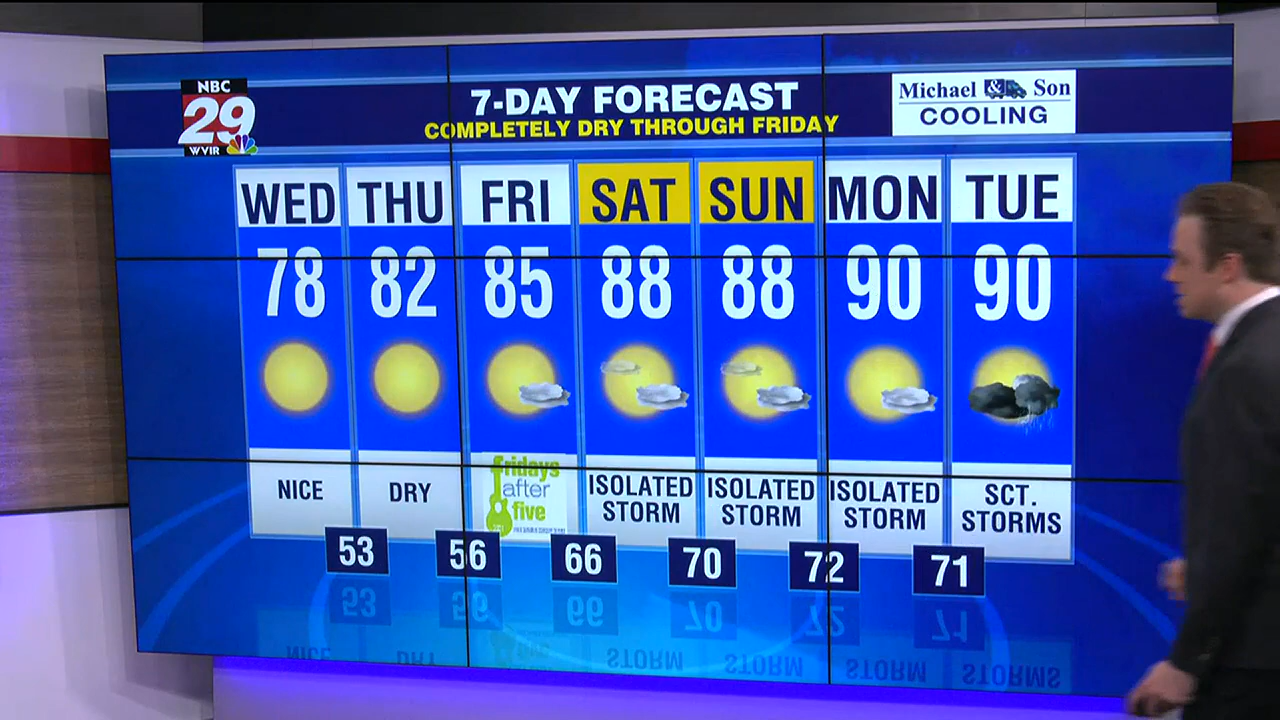 NBC
29
WVIR
7-DAY FORECAST
COMPLETELY DRY THROUGH FRIDAY
Michael & Son
COOLING
WED THU FRI SAT SUN MON TUE
78 82 85 88 88 90 90
NICE
DRY
fridays
after
five
ISOLATED
STORM
ISOLATED
STORM
ISOLATED
STORM
SCT.
STORMS
53 56 66 70 72 71